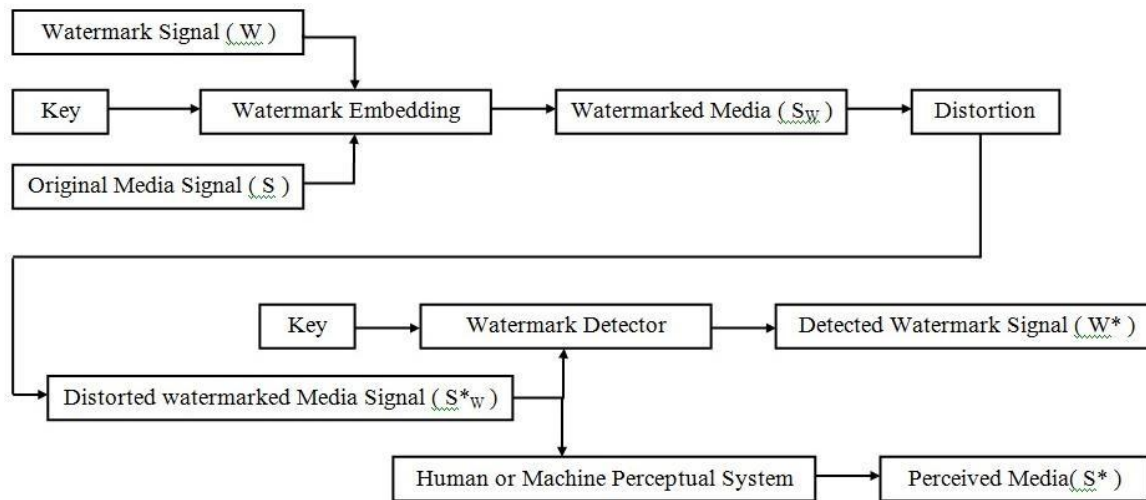 Watermark Signal ( W )
Key
Watermark Embedding
Watermarked Media ( SW )
Distortion
Original Media Signal ( S )
Key
Watermark Detector
Detected Watermark Signal ( W* )
Distorted watermarked Media Signal ( S*W )
Human or Machine Perceptual System
Perceived Media( S* )